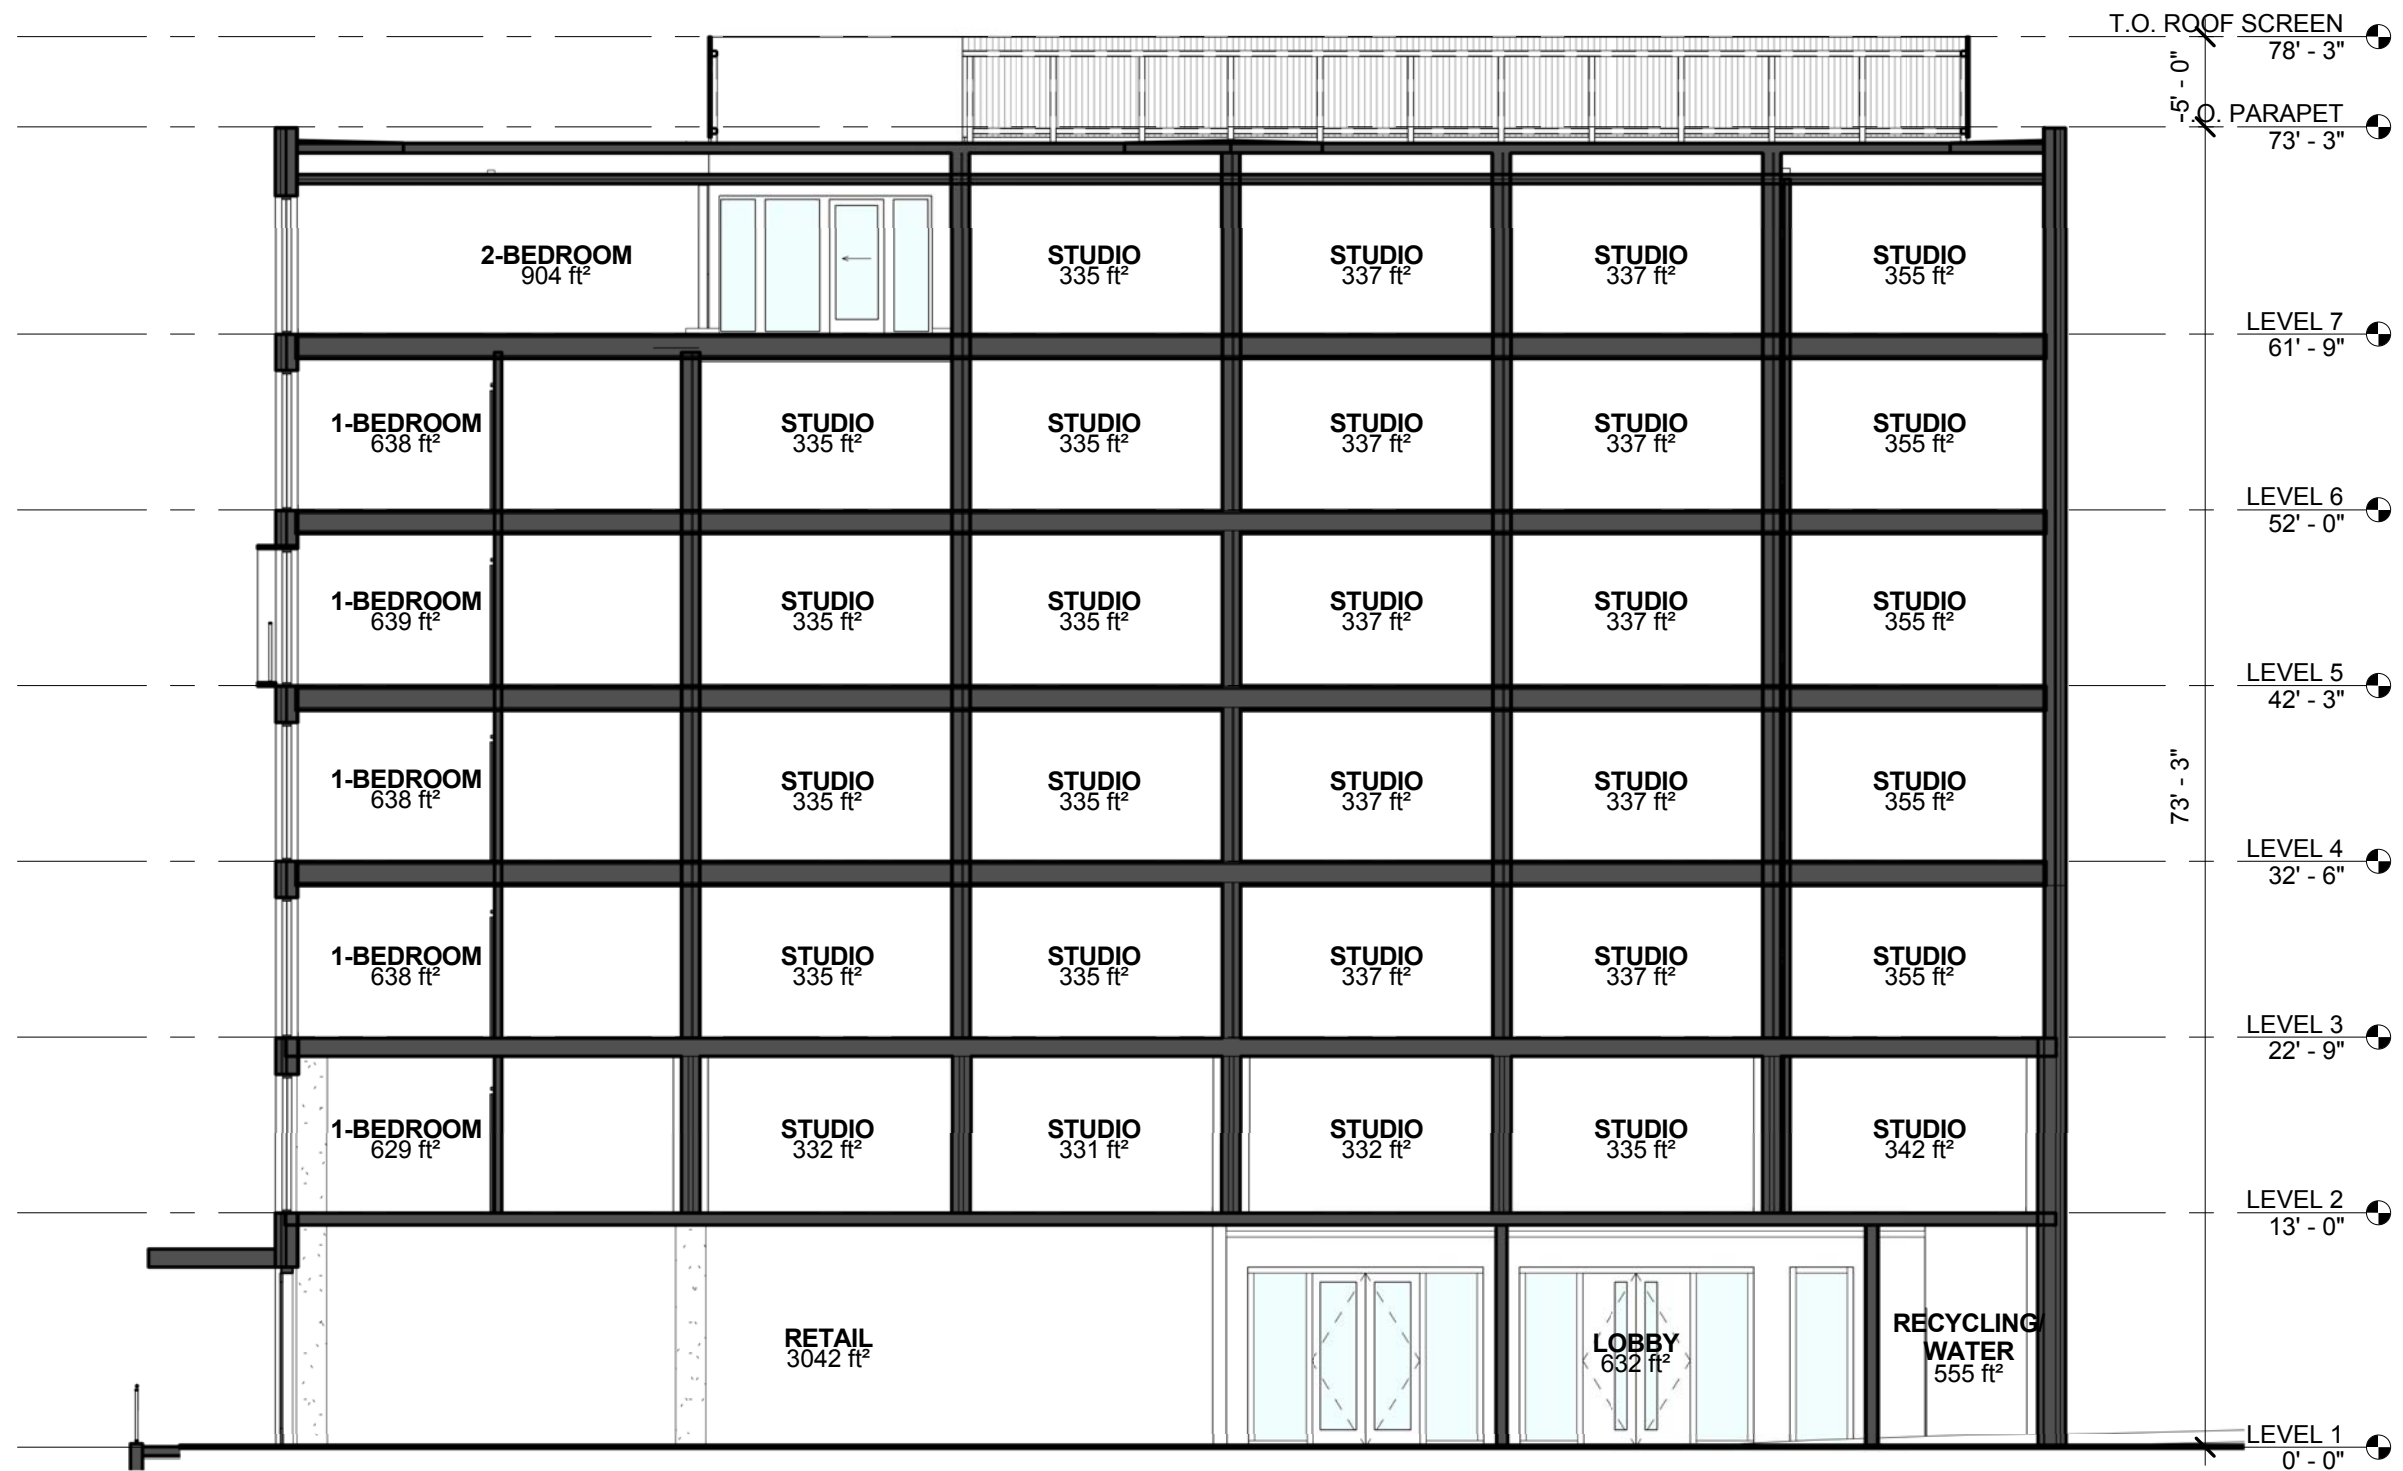 T.O. ROOF SCREEN
78' - 3"
5' - 0"
T.O. PARAPET
73' - 3"
2-BEDROOM
904 ft²
STUDIO
335 ft²
STUDIO
337 ft²
STUDIO
337 ft²
STUDIO
355 ft²
LEVEL 7
61' - 9"
1-BEDROOM
638 ft²
STUDIO
335 ft²
STUDIO
335 ft²
STUDIO
337 ft²
STUDIO
337 ft²
STUDIO
355 ft²
LEVEL 6
52' - 0"
1-BEDROOM
639 ft²
STUDIO
335 ft²
STUDIO
335 ft²
STUDIO
337 ft²
STUDIO
337 ft²
STUDIO
355 ft²
LEVEL 5
42' - 3"
73' - 3"
1-BEDROOM
638 ft²
STUDIO
335 ft²
STUDIO
335 ft²
STUDIO
337 ft²
STUDIO
337 ft²
STUDIO
355 ft²
LEVEL 4
32' - 6"
1-BEDROOM
638 ft²
STUDIO
335 ft²
STUDIO
335 ft²
STUDIO
337 ft²
STUDIO
337 ft²
STUDIO
355 ft²
LEVEL 3
22' - 9"
1-BEDROOM
629 ft²
STUDIO
332 ft²
STUDIO
331 ft²
STUDIO
332 ft²
STUDIO
335 ft²
STUDIO
342 ft²
LEVEL 2
13' - 0"
RETAIL
3042 ft²
LOBBY
632 ft²
RECYCLING/
WATER
555 ft²
LEVEL 1
0' - 0"